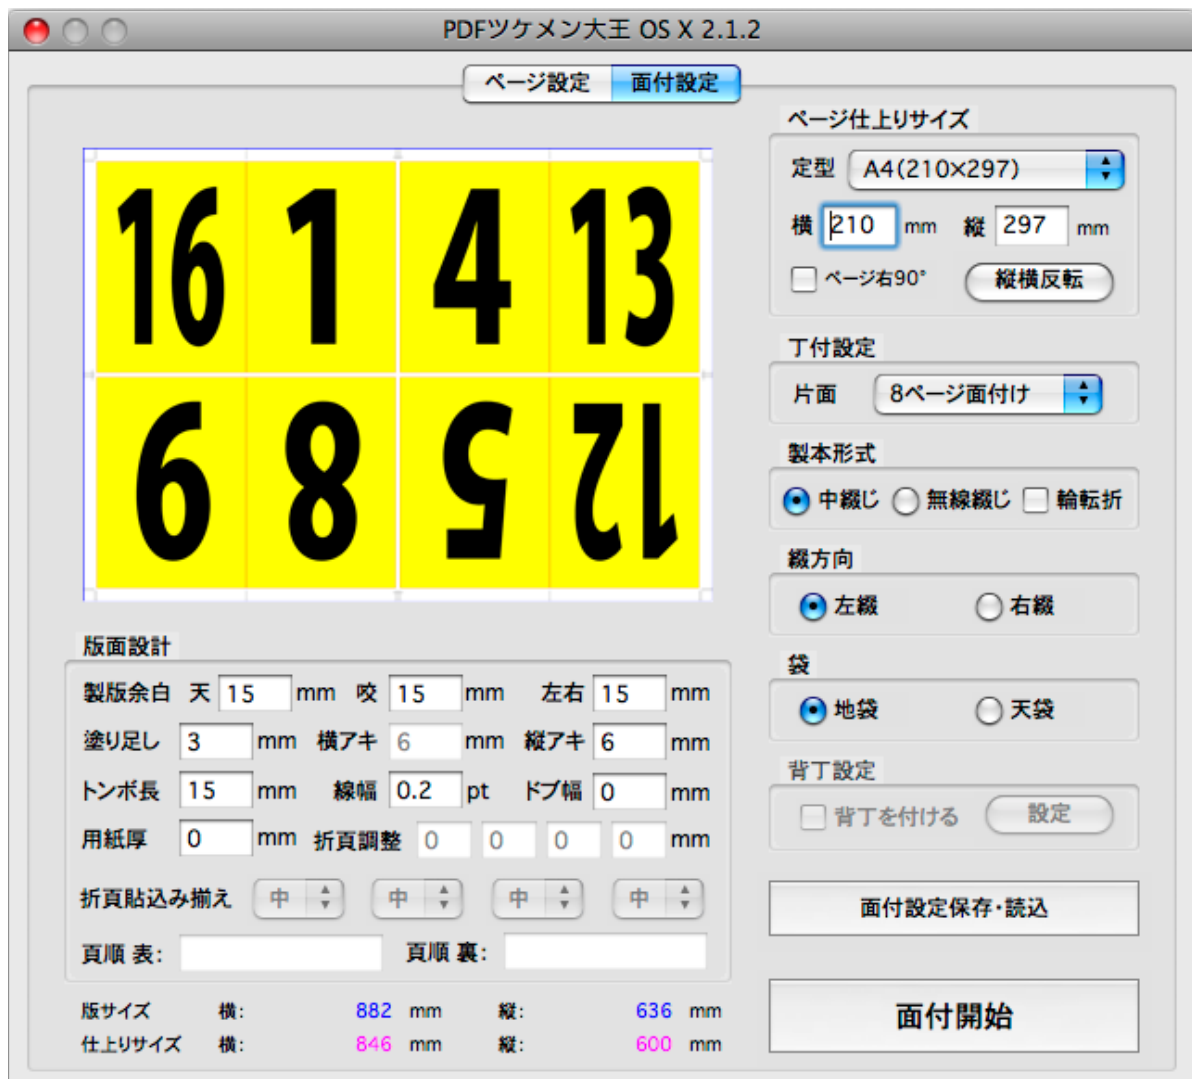 PDFツケメン大王 OS X 2.1.2
ページ設定 面付設定
16 1 4 13
6 8 5 12
版面設計
製版余白 天 15 mm 咬 15 mm 左右 15 mm
塗り足し 3 mm 横アキ 6 mm 縦アキ 6 mm
トンボ長 15 mm 線幅 0.2 pt ドブ幅 0 mm
用紙厚 0 mm 折頁調整 0 0 0 0 mm
折頁貼込み揃え 中 中 中 中
頁順 表: 頁順 裏:
版サイズ 横: 882 mm 縦: 636 mm
仕上りサイズ 横: 846 mm 縦: 600 mm
ページ仕上りサイズ
定型 A4(210×297)
横 210 mm 縦 297 mm
ページ右90° 縦横反転
丁付設定
片面 8ページ面付け
製本形式
中綴じ 無線綴じ 輪転折
綴方向
左綴 右綴
袋
地袋 天袋
背丁設定
背丁を付ける 設定
面付設定保存・読込
面付開始